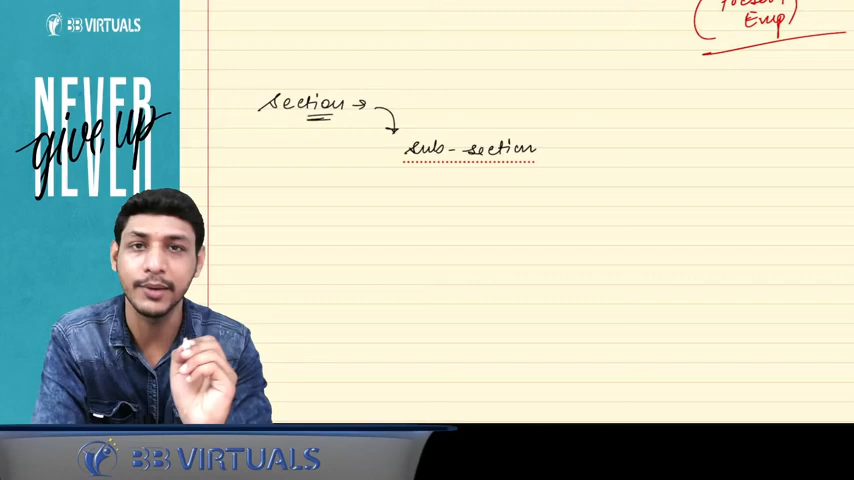 BB VIRTUALS
NEVER
give up
NEVER
Emp)
section →
sub-section
BB VIRTUALS